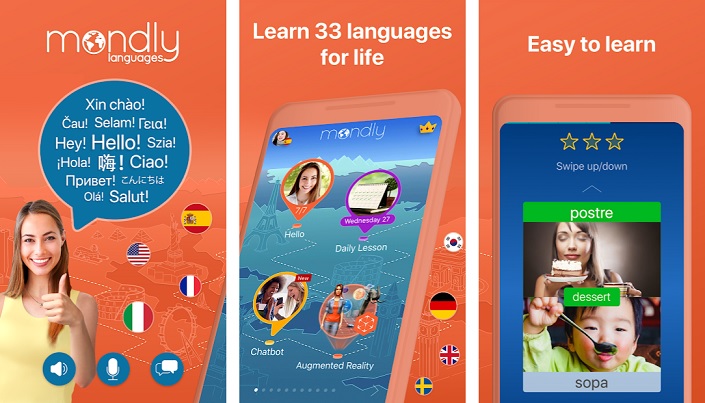 mondly
languages
Xin chào!
Čau! Selam! Γεια!
Hey! Hello! Szia!
¡Hola! 嗨! Ciao!
Привет! こんにちは
Olá! Salut!
Learn 33 languages
for life
mondly
Hello
Wednesday 27
Daily Lesson
New
Chatbot
Augmented Reality
Easy to learn
Swipe up/down
postre
dessert
sopa